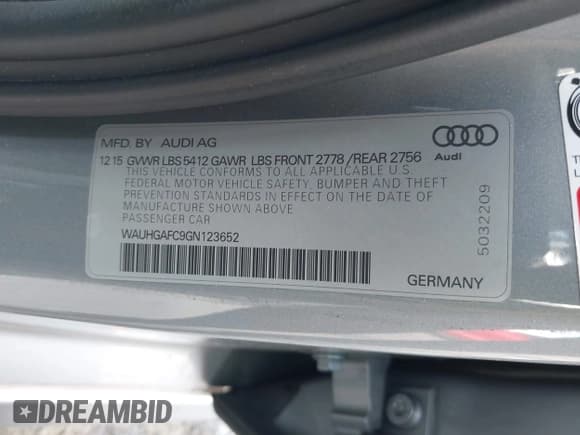 MFD. BY AUDI AG
Audi
12 15 GVWR LBS 5412 GAWR LBS FRONT 2778 /REAR 2756
THIS VEHICLE CONFORMS TO ALL APPLICABLE U.S.
FEDERAL MOTOR VEHICLE SAFETY, BUMPER AND THEFT
PREVENTION STANDARDS IN EFFECT ON THE DATE OF
MANUFACTURE SHOWN ABOVE
PASSENGER CAR
WAUHGAFC9GN123652
5032209
GERMANY
DREAMBID